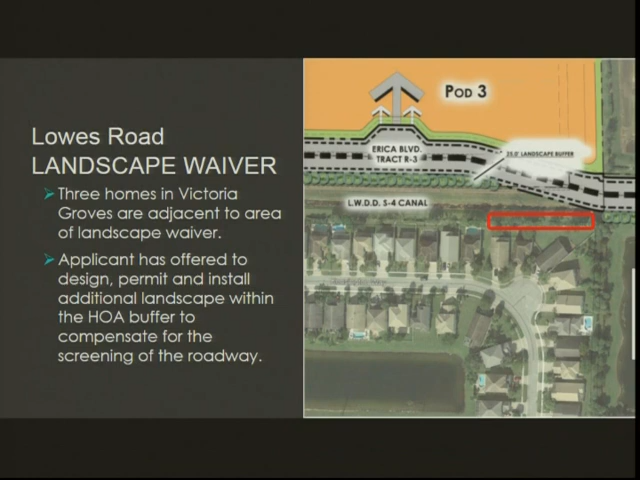 Lowes Road
LANDSCAPE WAIVER
Three homes in Victoria
Groves are adjacent to area
of landscape waiver.
Applicant has offered to
design, permit and install
additional landscape within
the HOA buffer to
compensate for the
screening of the roadway.
POD 3
ERICA BLVD.
TRACT R-3
25.0' LANDSCAPE BUFFER
L.W.D.D. S-4 CANAL